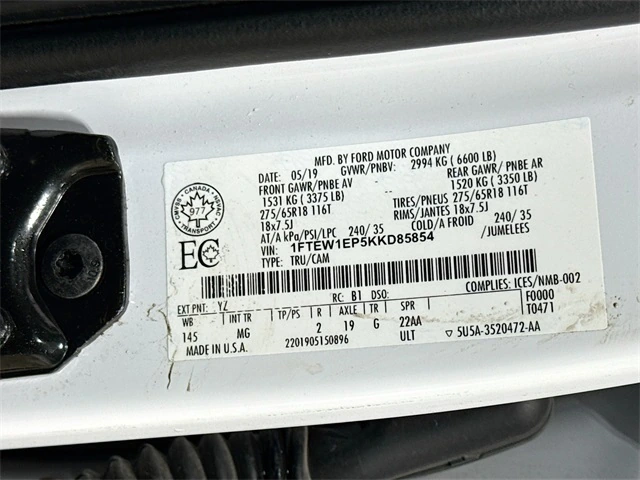 MFD. BY FORD MOTOR COMPANY
DATE: 05/19 GVWR/PNBV: 2994 KG ( 6600 LB)
FRONT GAWR/PNBE AV REAR GAWR/ PNBE AR
1531 KG ( 3375 LB) 1520 KG ( 3350 LB)
275/65R18 116T TIRES/PNEUS 275/65R18 116T
18x7.5J RIMS/JANTES 18x7.5J
AT/A kPa/PSI/LPC 240/ 35 COLD/A FROID 240/ 35
VIN: 1FTEW1EP5KKD85854 /JUMELEES
TYPE: TRU/CAM
CANADA
977
TRANSPORT
EC
COMPLIES: ICES/NMB-002
EXT PNT: YZ RC: B1 DSO: F0000
WB INT TR TP/PS R AXLE TR SPR T0471
145 MG 2 19 G 22AA
MADE IN U.S.A. 2201905150896 ULT 5U5A-3520472-AA